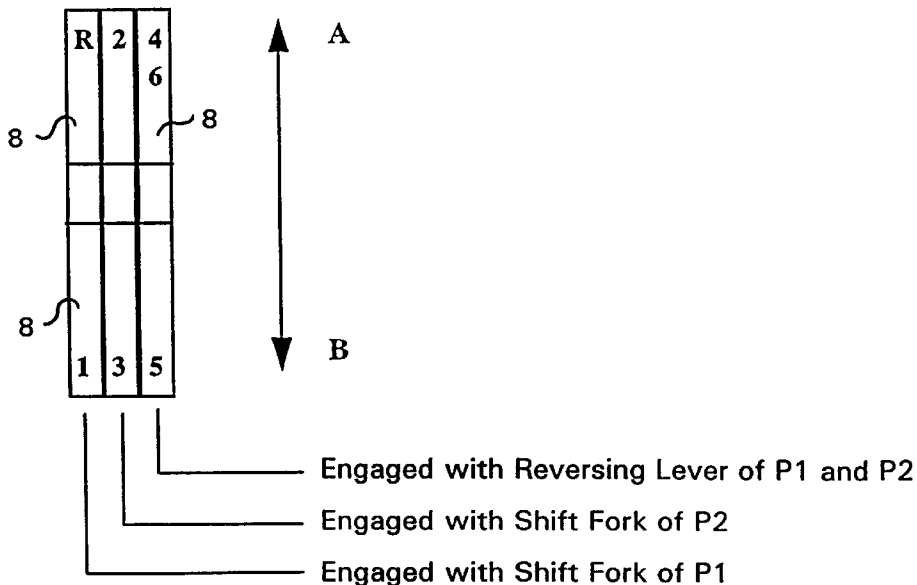 R 2 4 A
6
8 8
8
B
1 3 5
Engaged with Reversing Lever of P1 and P2
Engaged with Shift Fork of P2
Engaged with Shift Fork of P1